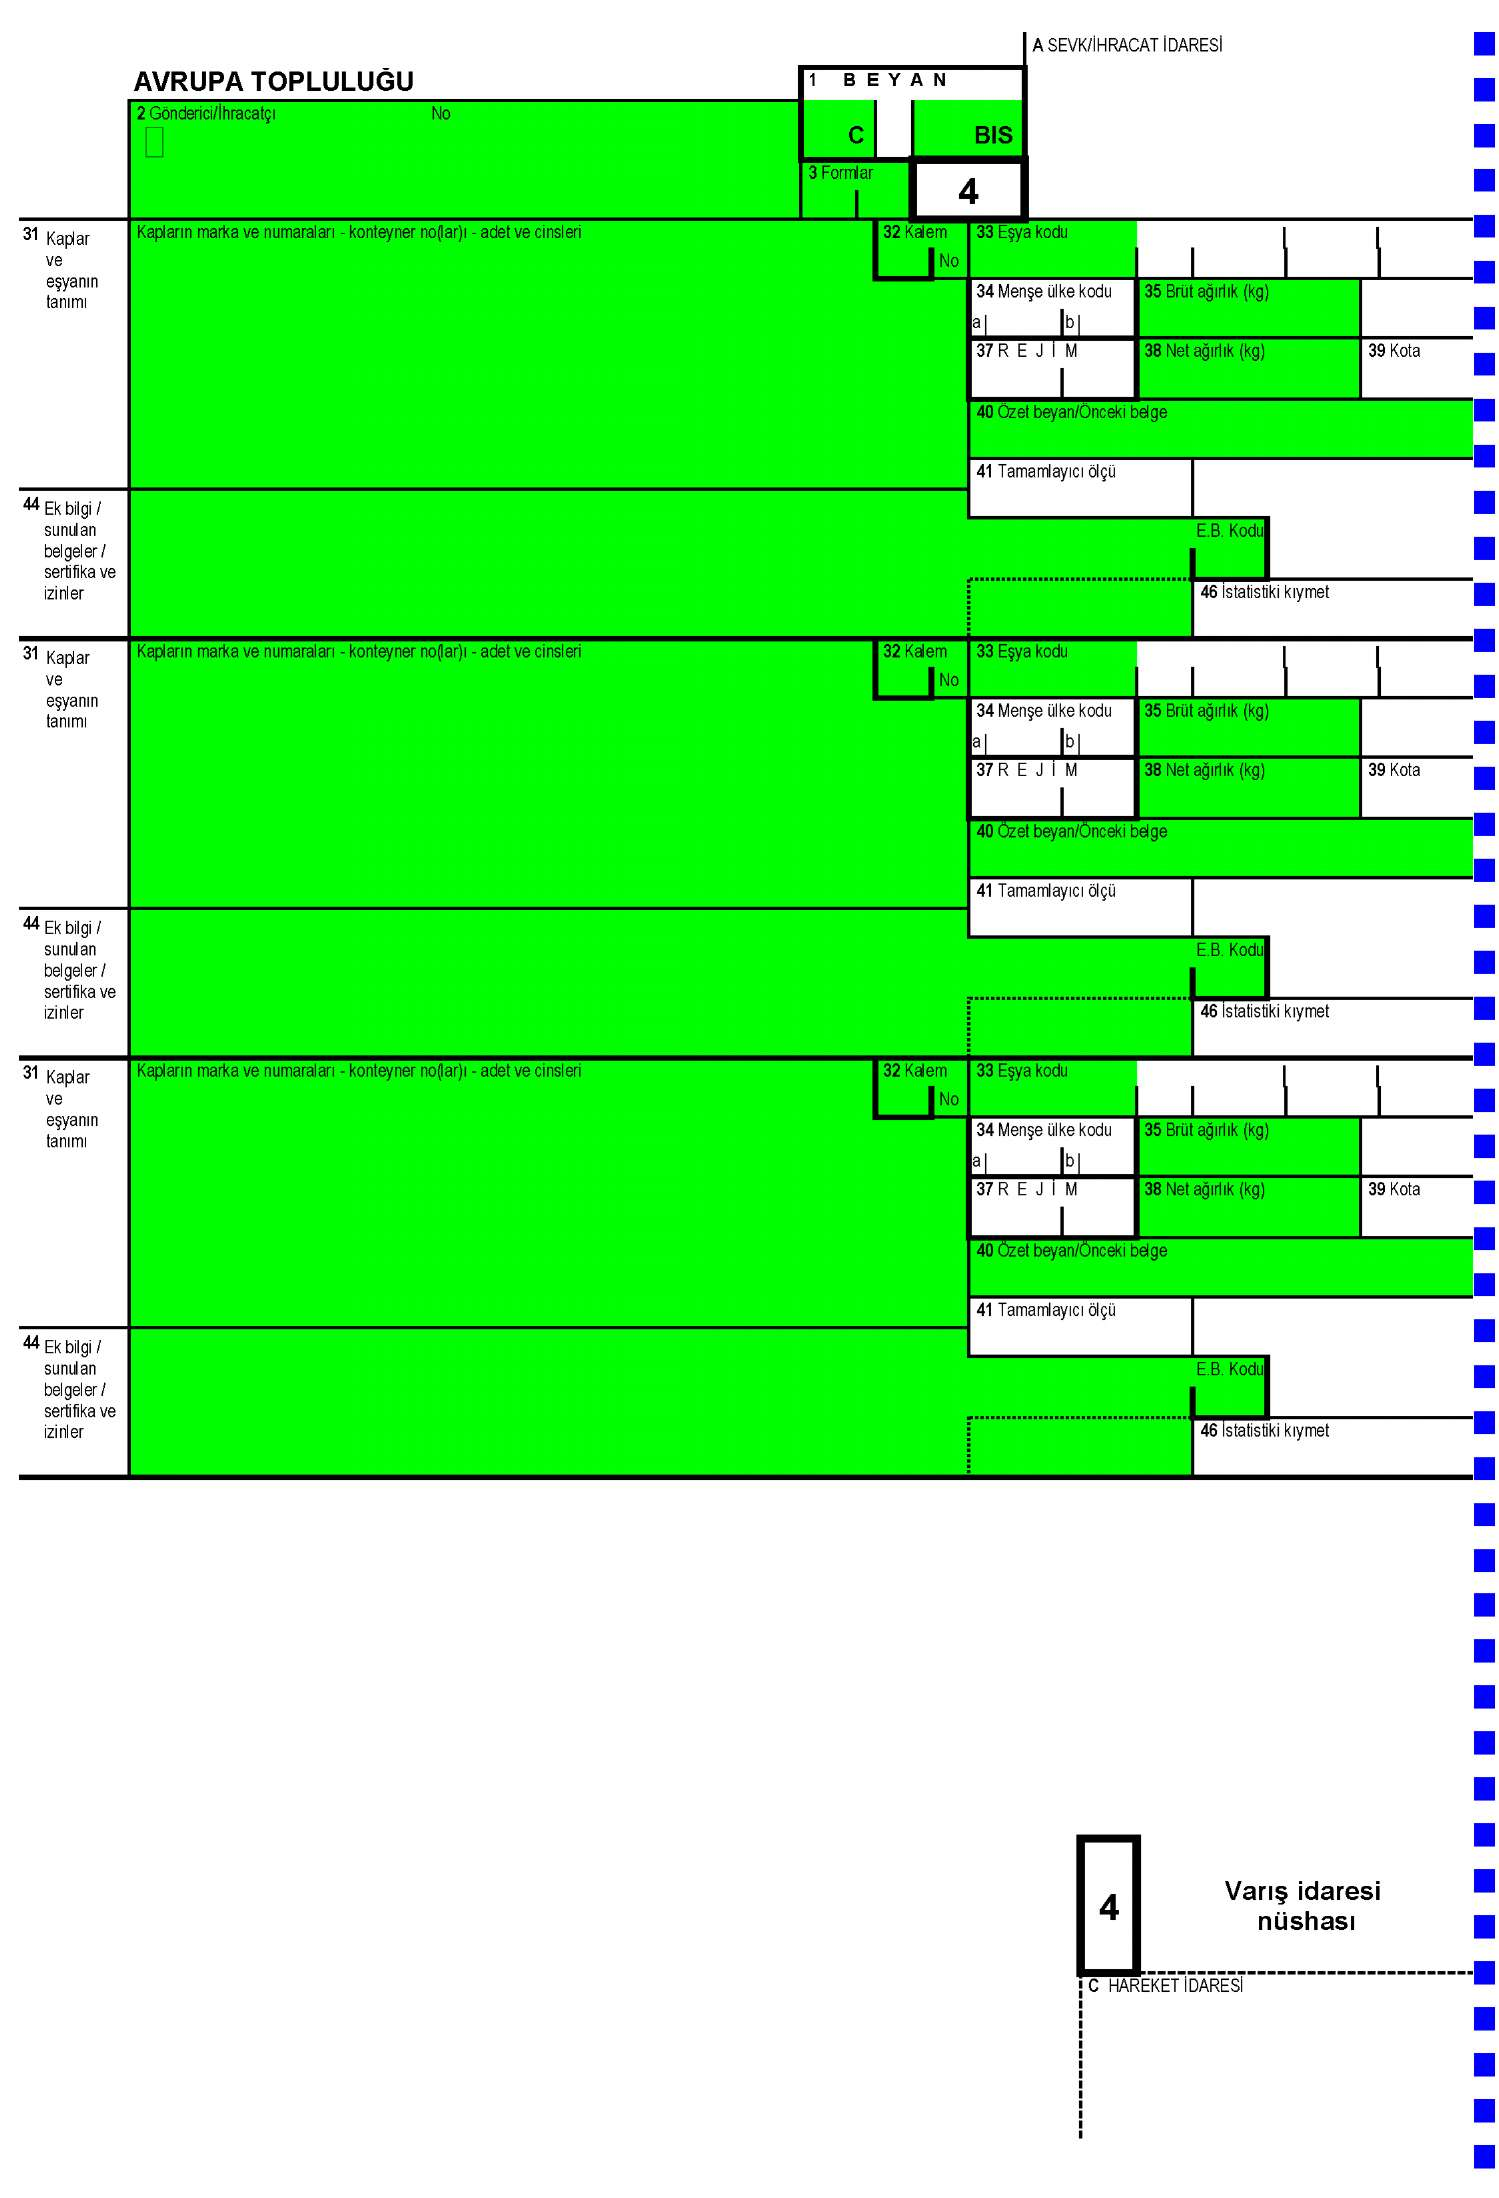 A SEVK/İHRACAT İDARESİ
AVRUPA TOPLULUĞU
1 B E Y A N
2 Gönderici/İhracatçı No
C BIS
3 Formlar
4
31 Kaplar
ve
eşyanın
tanımı
Kapların marka ve numaraları - konteyner no(lar)ı - adet ve cinsleri
32 Kalem
No
33 Eşya kodu
34 Menşe ülke kodu
a| b|
35 Brüt ağırlık (kg)
37 R E J İ M
38 Net ağırlık (kg)
39 Kota
40 Özet beyan/Önceki belge
41 Tamamlayıcı ölçü
44 Ek bilgi /
sunulan
belgeler /
sertifika ve
izinler
E.B. Kodu
46 İstatistiki kıymet
31 Kaplar
ve
eşyanın
tanımı
Kapların marka ve numaraları - konteyner no(lar)ı - adet ve cinsleri
32 Kalem
No
33 Eşya kodu
34 Menşe ülke kodu
a| b|
35 Brüt ağırlık (kg)
37 R E J İ M
38 Net ağırlık (kg)
39 Kota
40 Özet beyan/Önceki belge
41 Tamamlayıcı ölçü
44 Ek bilgi /
sunulan
belgeler /
sertifika ve
izinler
E.B. Kodu
46 İstatistiki kıymet
31 Kaplar
ve
eşyanın
tanımı
Kapların marka ve numaraları - konteyner no(lar)ı - adet ve cinsleri
32 Kalem
No
33 Eşya kodu
34 Menşe ülke kodu
a| b|
35 Brüt ağırlık (kg)
37 R E J İ M
38 Net ağırlık (kg)
39 Kota
40 Özet beyan/Önceki belge
41 Tamamlayıcı ölçü
44 Ek bilgi /
sunulan
belgeler /
sertifika ve
izinler
E.B. Kodu
46 İstatistiki kıymet
4
Varış idaresi
nüshası
C HAREKET İDARESİ